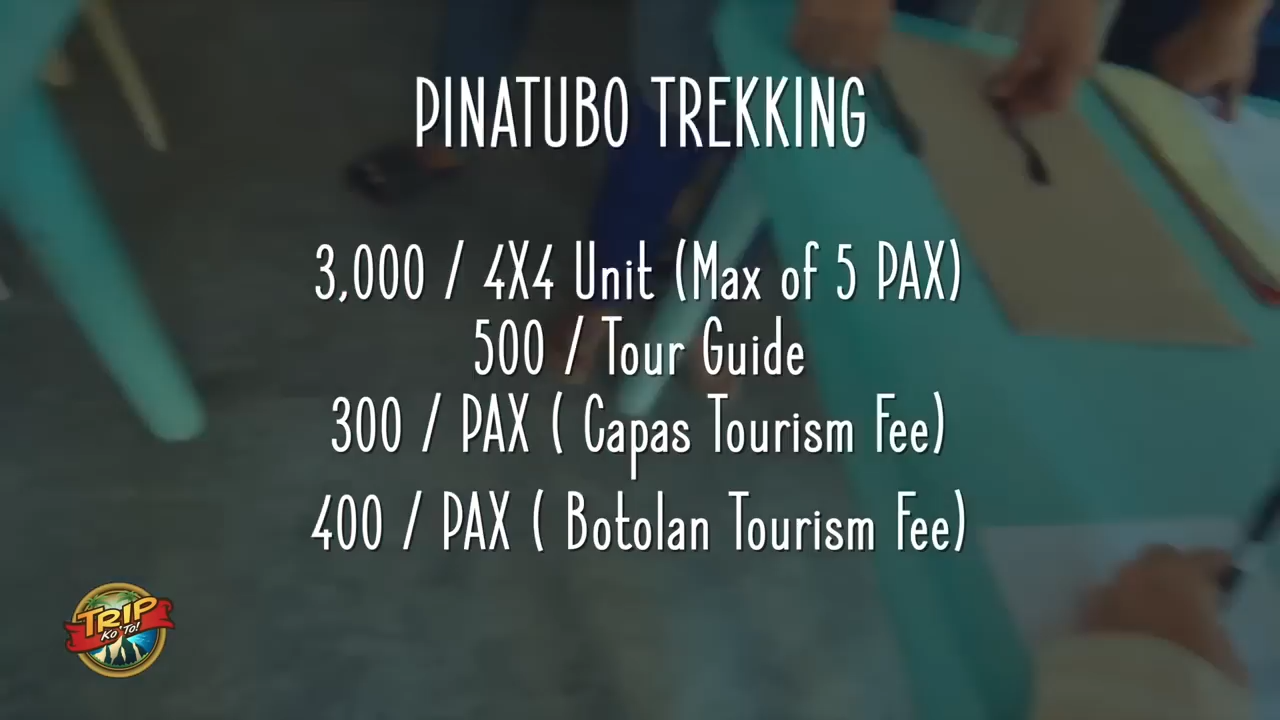 PINATUBO TREKKING
3,000 / 4X4 Unit (Max of 5 PAX)
500 / Tour Guide
300 / PAX ( Capas Tourism Fee)
400 / PAX ( Botolan Tourism Fee)
TRIP
Ko 'To!